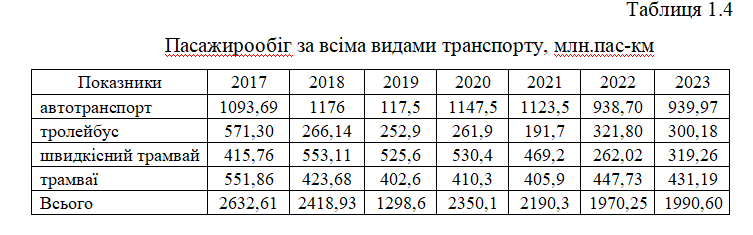 Таблиця 1.4
Пасажирообіг за всіма видами транспорту, млн.пас-км
Показники 2017 2018 2019 2020 2021 2022 2023
автотранспорт 1093,69 1176 117,5 1147,5 1123,5 938,70 939,97
тролейбус 571,30 266,14 252,9 261,9 191,7 321,80 300,18
швидкісний трамвай 415,76 553,11 525,6 530,4 469,2 262,02 319,26
трамваї 551,86 423,68 402,6 410,3 405,9 447,73 431,19
Всього 2632,61 2418,93 1298,6 2350,1 2190,3 1970,25 1990,60